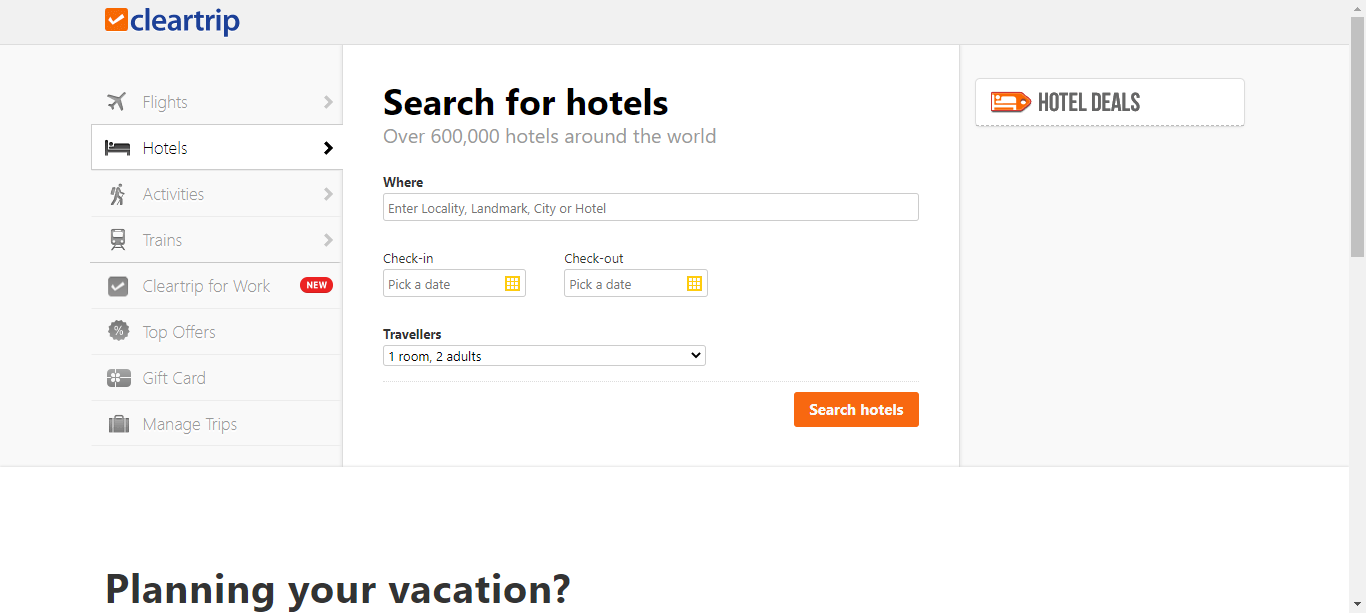 cleartrip
Flights
Hotels
Activities
Trains
Cleartrip for Work NEW
Top Offers
Gift Card
Manage Trips
Search for hotels
Over 600,000 hotels around the world
Where
Enter Locality, Landmark, City or Hotel
Check-in Check-out
Pick a date Pick a date
Travellers
1 room, 2 adults
Search hotels
HOTEL DEALS
Planning your vacation?